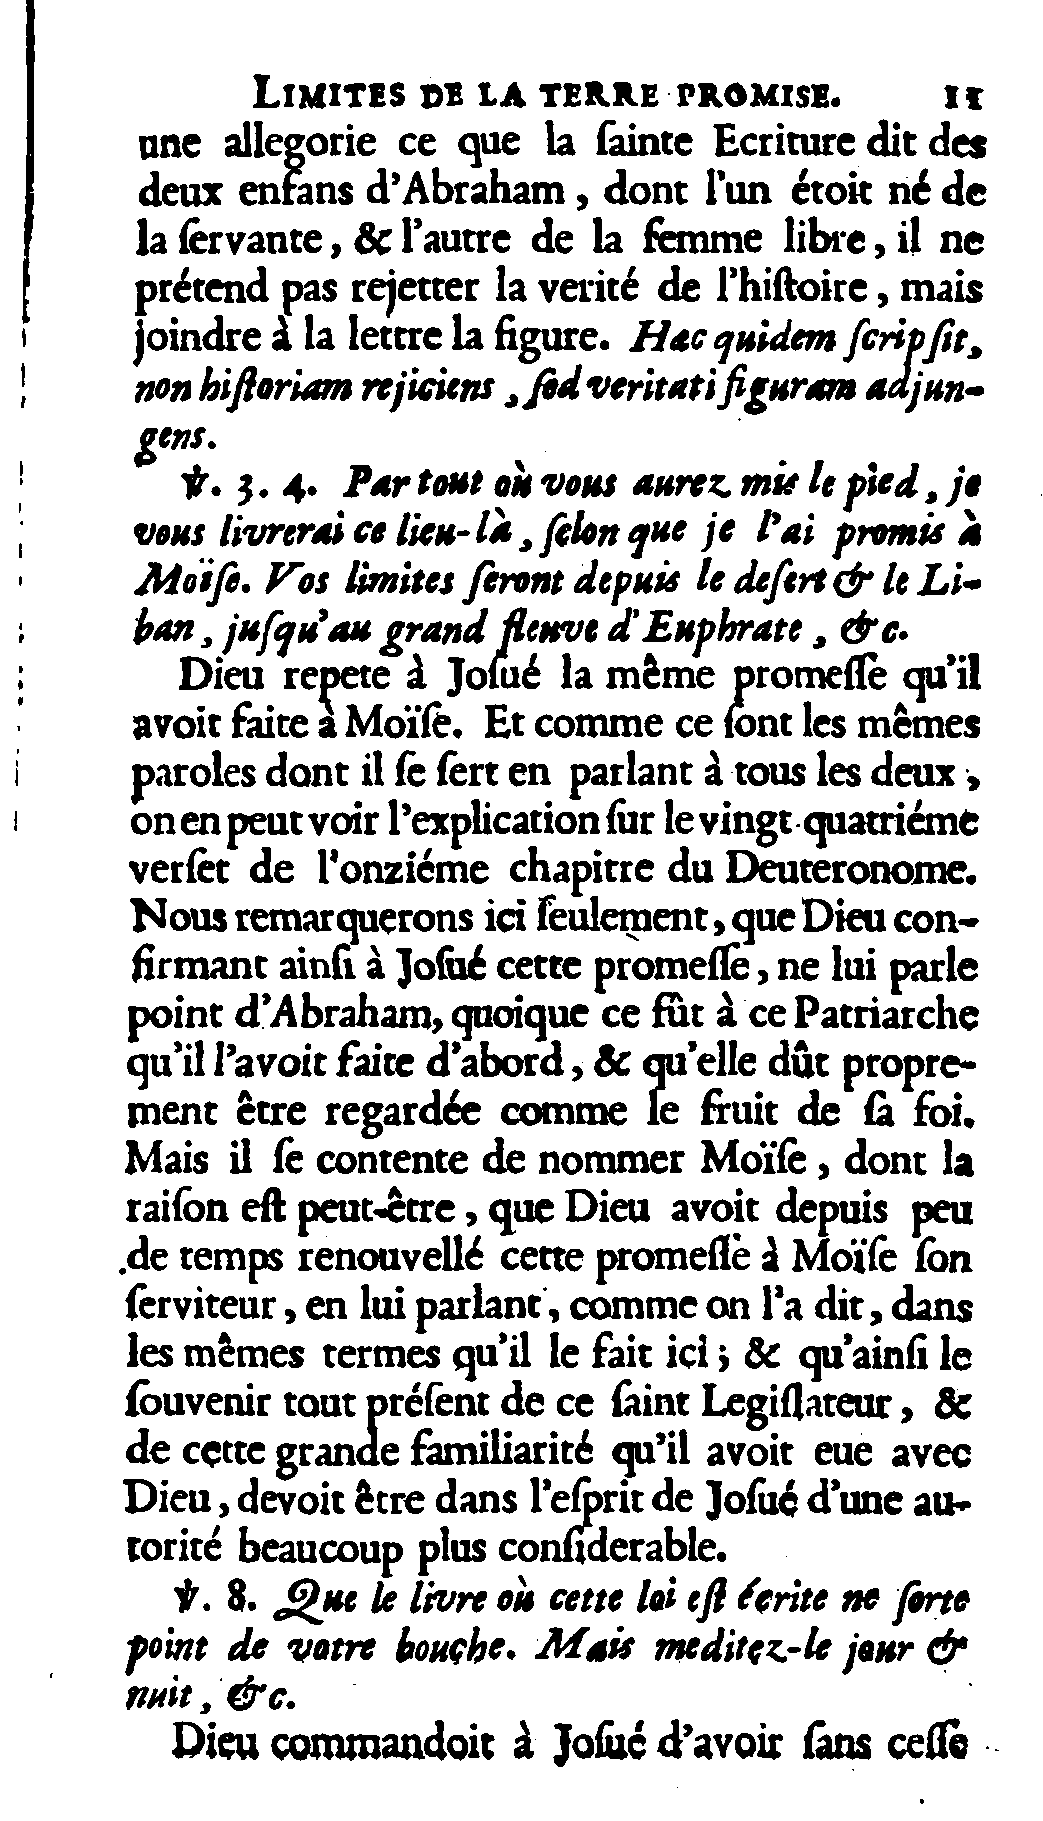 LIMITES DE LA TERRE PROMISE. 11
une allegorie ce que la ſainte Ecriture dit des
deux enfans d'Abraham, dont l'un étoit né de
la ſervante, & l'autre de la femme libre, il ne
prétend pas rejetter la verité de l'hiſtoire, mais
joindre à la lettre la figure. Hæc quidem ſcripſit,
non hiſtoriam rejiciens, ſed veritati figuram adjun-
gens.
℣. 3. 4. Par tout où vous aurez mis le pied, je
vous livrerai ce lieu-là, ſelon que je l'ai promis à
Moïſe. Vos limites ſeront depuis le deſert & le Li-
ban, juſqu'au grand fleuve d'Euphrate, &c.
Dieu repete à Joſué la même promeſſe qu'il
avoit faite à Moïſe. Et comme ce ſont les mêmes
paroles dont il ſe ſert en parlant à tous les deux,
on en peut voir l'explication ſur le vingt-quatriéme
verſet de l'onziéme chapitre du Deuteronome.
Nous remarquerons ici ſeulement, que Dieu con-
firmant ainſi à Joſué cette promeſſe, ne lui parle
point d'Abraham, quoique ce fût à ce Patriarche
qu'il l'avoit faite d'abord, & qu'elle dût propre-
ment être regardée comme le fruit de ſa foi.
Mais il ſe contente de nommer Moïſe, dont la
raiſon eſt peut-être, que Dieu avoit depuis peu
de temps renouvellé cette promeſſe à Moïſe ſon
ſerviteur, en lui parlant, comme on l'a dit, dans
les mêmes termes qu'il le fait ici; & qu'ainſi le
ſouvenir tout préſent de ce ſaint Legiſlateur, &
de cette grande familiarité qu'il avoit eue avec
Dieu, devoit être dans l'eſprit de Joſué d'une au-
torité beaucoup plus conſiderable.
℣. 8. Que le livre où cette loi eſt écrite ne ſorte
point de votre bouche. Mais meditez-le jour &
nuit, &c.
Dieu commandoit à Joſué d'avoir ſans ceſſe